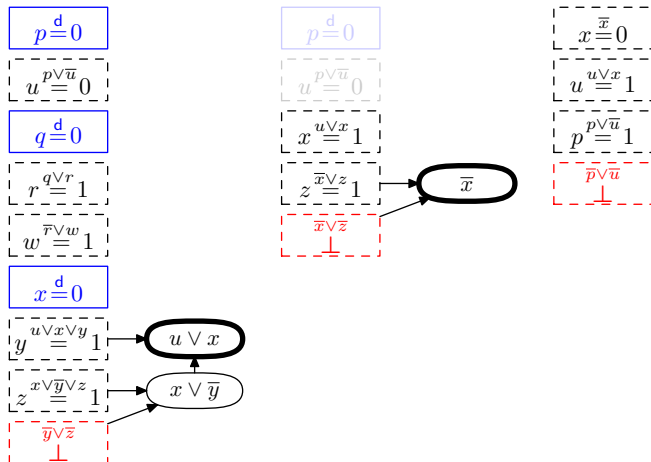 p =^d 0
u =^{p∨u̅} 0
q =^d 0
r =^{q∨r} 1
w =^{r̅∨w} 1
x =^d 0
y =^{u∨x∨y} 1
u ∨ x
z =^{x∨y̅∨z} 1
x ∨ y̅
y̅∨z̅
⊥
p =^d 0
u =^{p∨u̅} 0
x =^{u∨x} 1
z =^{x̅∨z} 1
x̅
x̅∨z̅
⊥
x =^{x̅} 0
u =^{u∨x} 1
p =^{p∨u̅} 1
p̅∨u̅
⊥